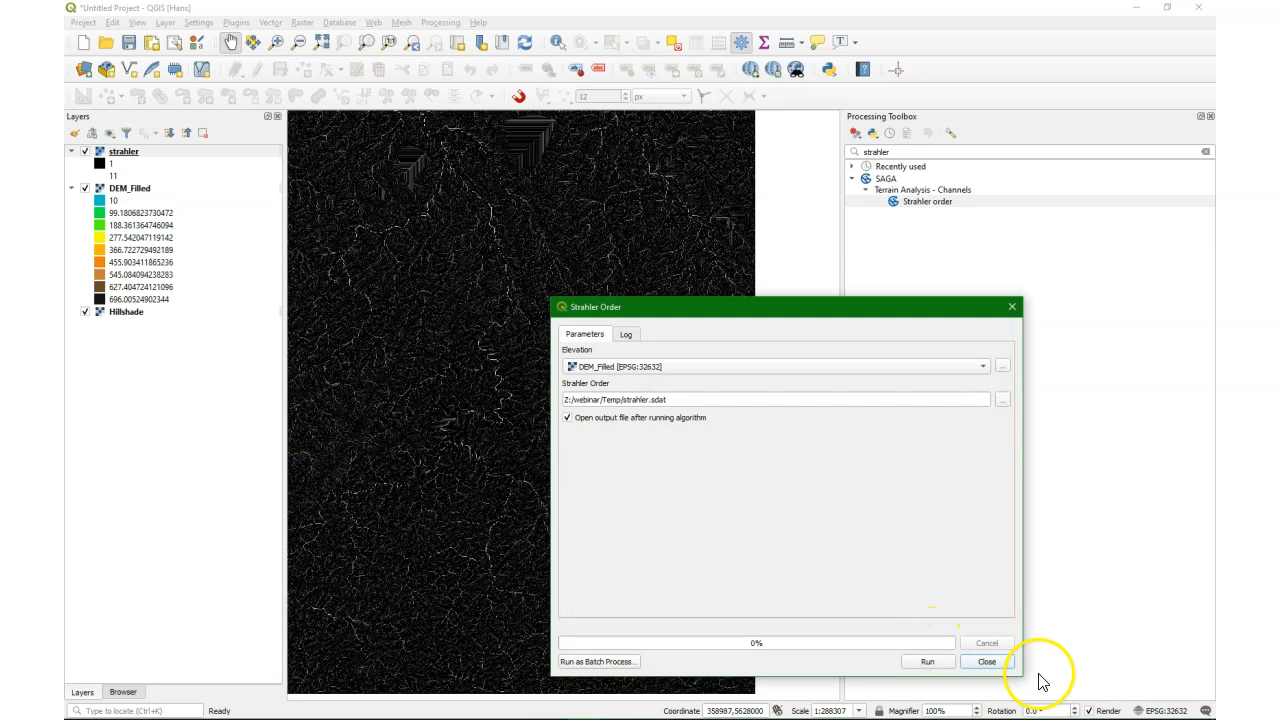 *Untitled Project - QGIS [Hans]
Project Edit View Layer Settings Plugins Vector Raster Database Web Mesh Processing Help
12 px
Layers
strahler
1
11
DEM_Filled
10
99.1806823730472
188.361364746094
277.542047119142
366.722729492189
455.903411865236
545.084094238283
627.404724121096
696.00524902344
Hillshade
Processing Toolbox
strahler
Recently used
SAGA
Terrain Analysis - Channels
Strahler order
Strahler Order
Parameters Log
Elevation
DEM_Filled [EPSG:32632]
...
Strahler Order
Z:/webinar/Temp/strahler.sdat
...
Open output file after running algorithm
0%
Cancel
Run as Batch Process...
Run
Close
Layers Browser
Type to locate (Ctrl+K)
Ready
Coordinate 358987,5628000 Scale 1:288307 Magnifier 100% Rotation 0.0 ° Render EPSG:32632